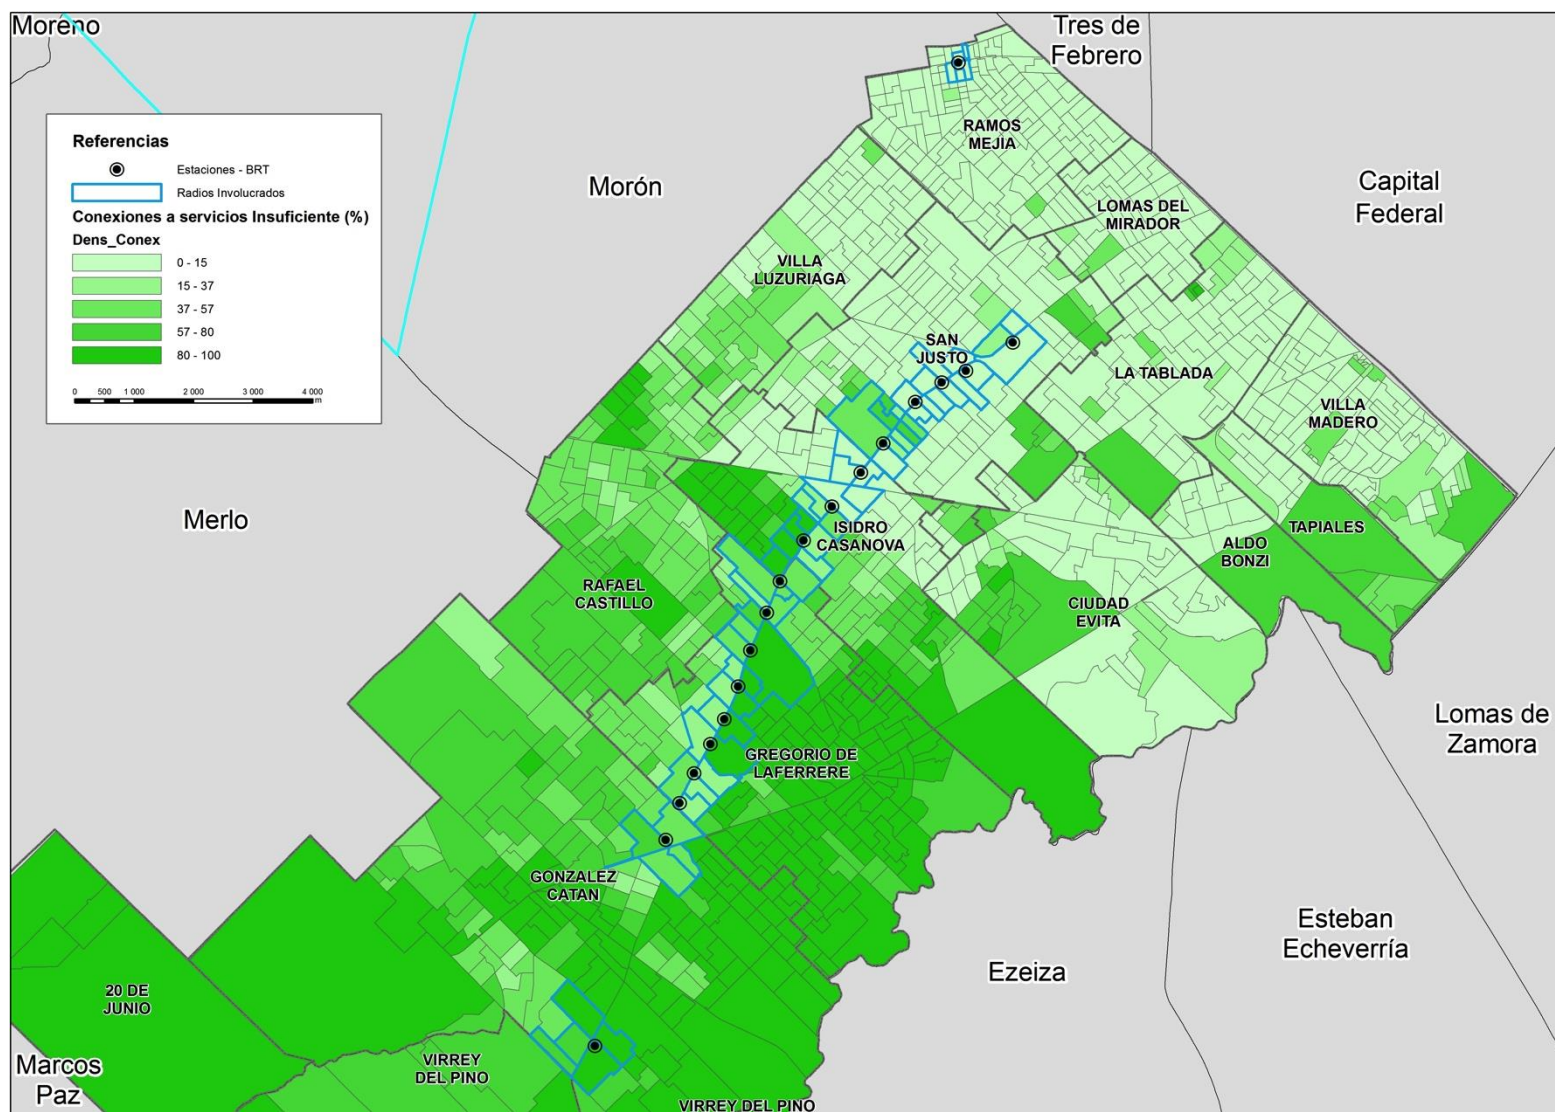 Moreno
Tres de
Febrero
Referencias
Estaciones - BRT
Radios Involucrados
Conexiones a servicios Insuficiente (%)
Dens_Conex
0 - 15
15 - 37
37 - 57
57 - 80
80 - 100
0 500 1 000 2 000 3 000 4 000
m
RAMOS
MEJIA
Morón
Capital
Federal
LOMAS DEL
MIRADOR
VILLA
LUZURIAGA
SAN
JUSTO
LA TABLADA
VILLA
MADERO
Merlo
ISIDRO
CASANOVA
TAPIALES
ALDO
BONZI
RAFAEL
CASTILLO
CIUDAD
EVITA
Lomas de
Zamora
GREGORIO DE
LAFERRERE
GONZALEZ
CATAN
Esteban
Echeverría
Ezeiza
20 DE
JUNIO
Marcos
Paz
VIRREY
DEL PINO
VIRREY DEL PINO